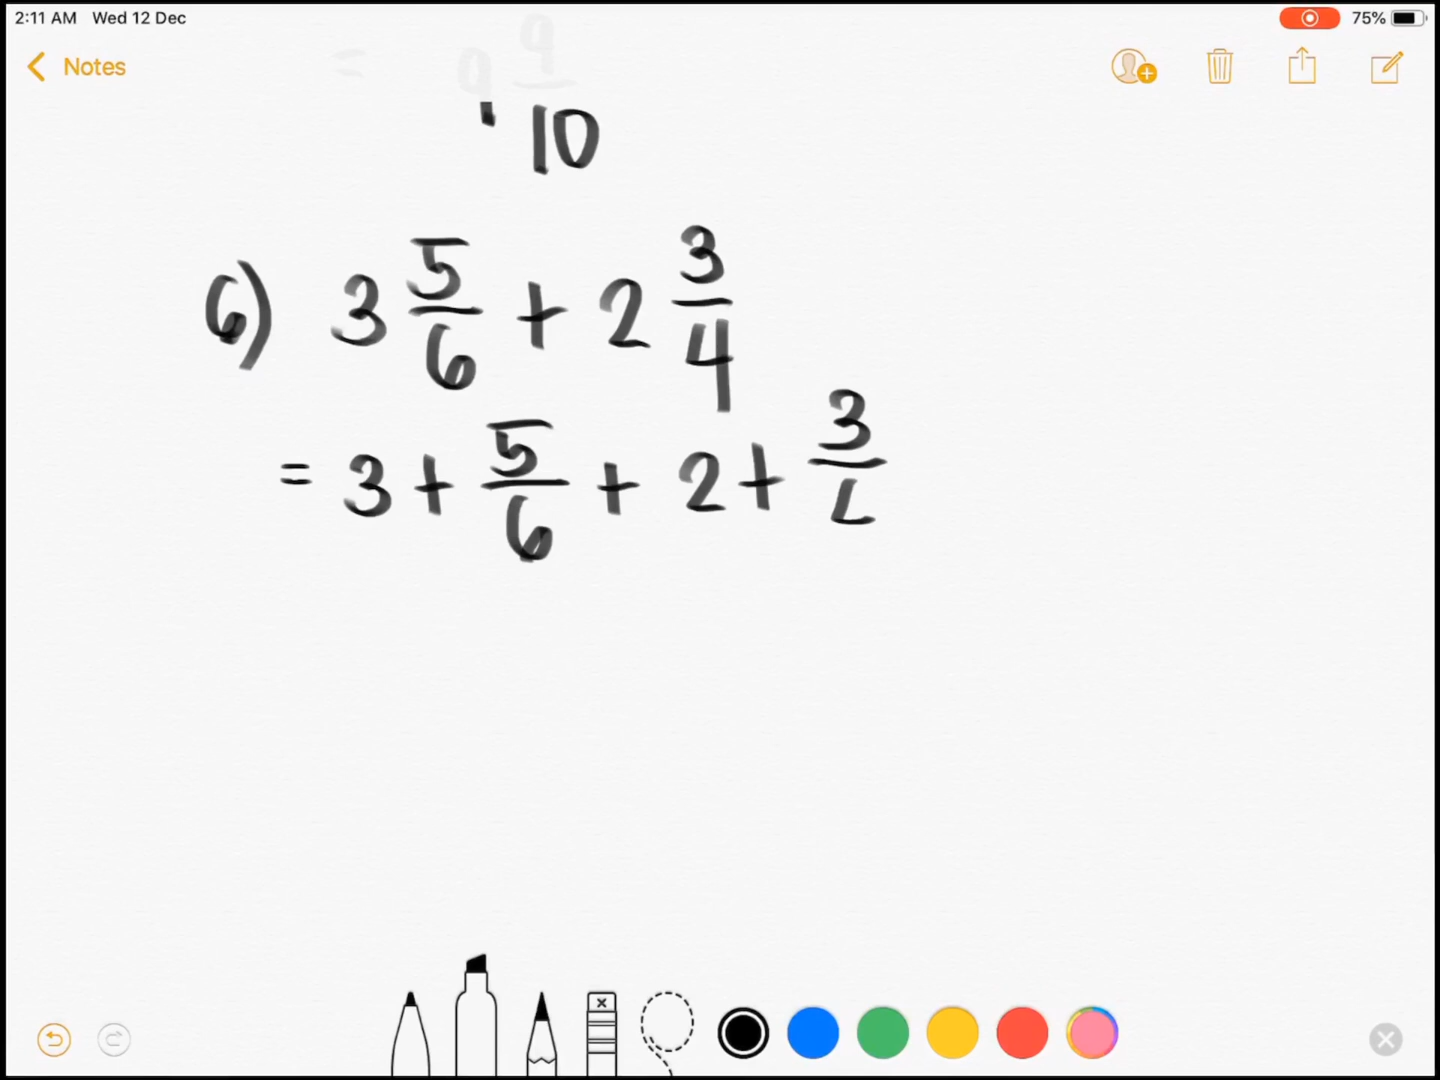 2:11 AM Wed 12 Dec 75%
Notes
10
6) 3 5/6 + 2 3/4
= 3 + 5/6 + 2 + 3/